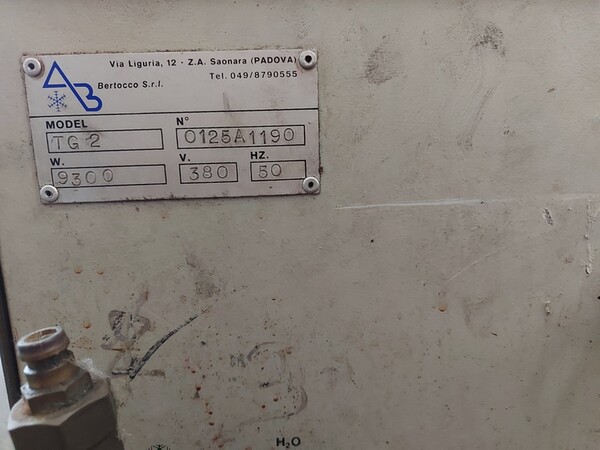 Via Liguria, 12 - Z.A. Saonara (PADOVA)
Tel. 049/8790555
AB
Bertocco S.r.l.
MODEL N°
TG 2 0125A1190
W. V. HZ.
9300 380 50
H₂O